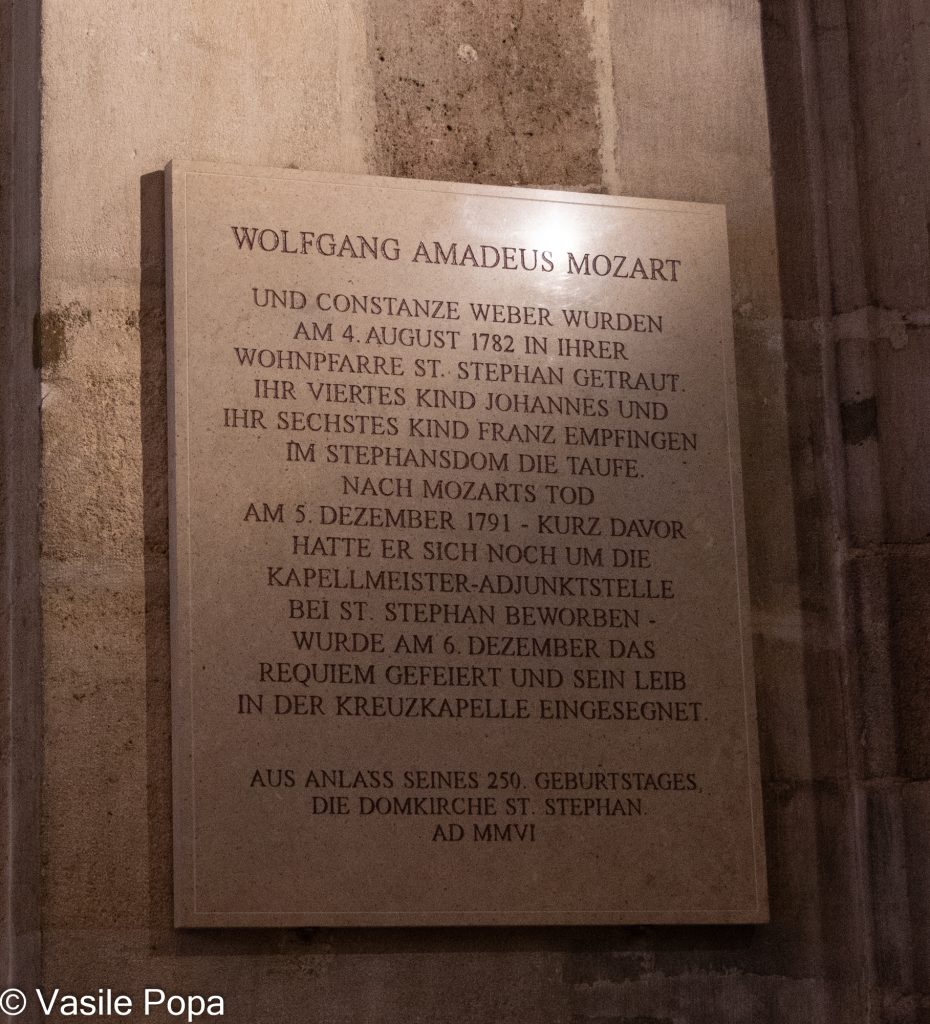 WOLFGANG AMADEUS MOZART
UND CONSTANZE WEBER WURDEN
AM 4. AUGUST 1782 IN IHRER
WOHNPFARRE ST. STEPHAN GETRAUT.
IHR VIERTES KIND JOHANNES UND
IHR SECHSTES KIND FRANZ EMPFINGEN
IM STEPHANSDOM DIE TAUFE.
NACH MOZARTS TOD
AM 5. DEZEMBER 1791 - KURZ DAVOR
HATTE ER SICH NOCH UM DIE
KAPELLMEISTER-ADJUNKTSTELLE
BEI ST. STEPHAN BEWORBEN -
WURDE AM 6. DEZEMBER DAS
REQUIEM GEFEIERT UND SEIN LEIB
IN DER KREUZKAPELLE EINGESEGNET.
AUS ANLASS SEINES 250. GEBURTSTAGES,
DIE DOMKIRCHE ST. STEPHAN.
AD MMVI
© Vasile Popa